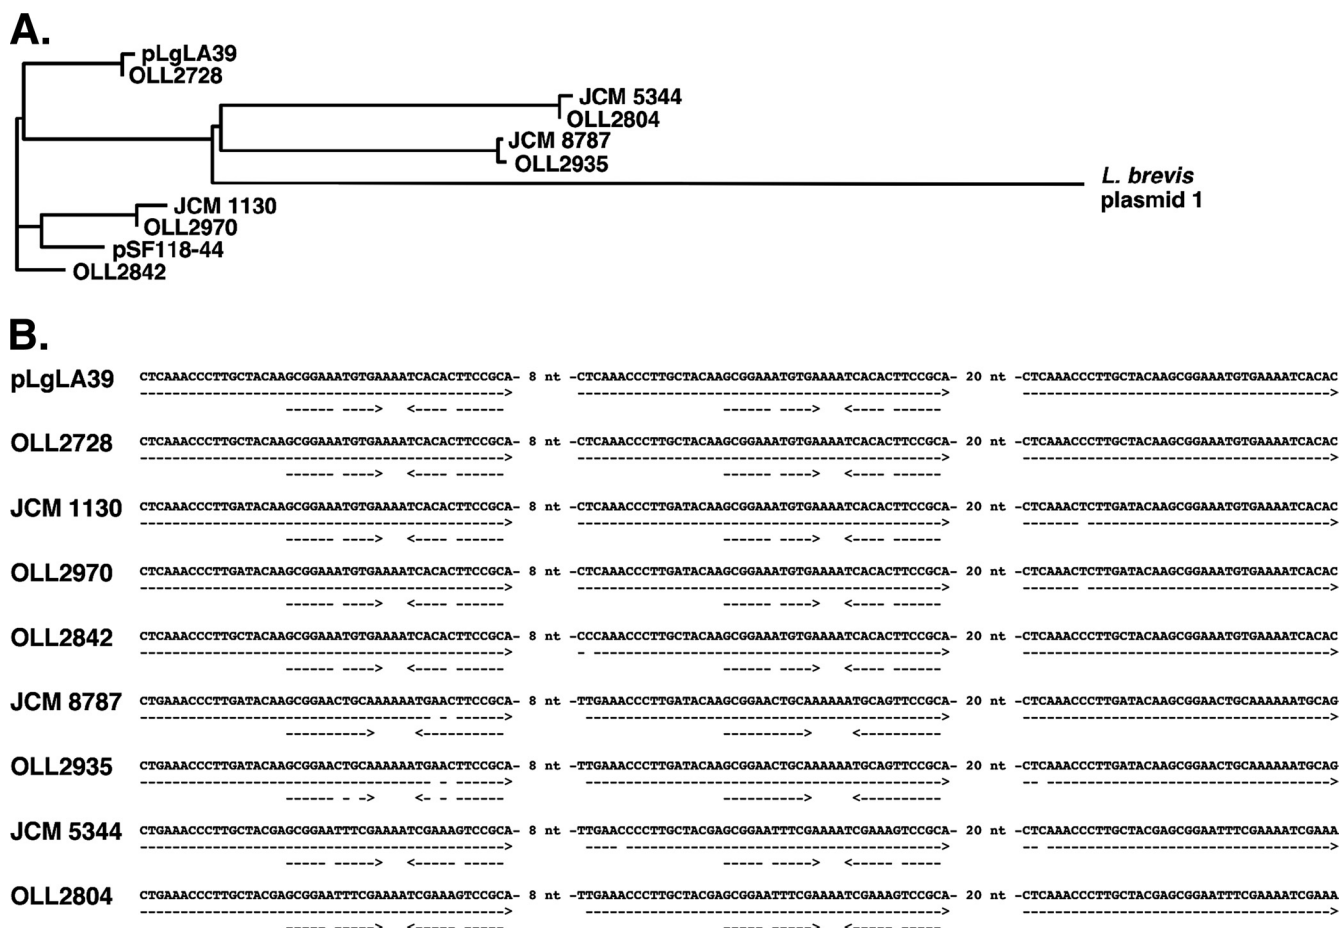 A.
pLgLA39
OLL2728
JCM 5344
OLL2804
JCM 8787
OLL2935
L. brevis
plasmid 1
JCM 1130
OLL2970
pSF118-44
OLL2842
B.
pLgLA39 CTCAAACCCTTGCTACAAGCGGAAATGTGAAAATCACACTTCCGCA- 8 nt -CTCAAACCCTTGCTACAAGCGGAAATGTGAAAATCACACTTCCGCA- 20 nt -CTCAAACCCTTGCTACAAGCGGAAATGTGAAAATCACAC
OLL2728 CTCAAACCCTTGCTACAAGCGGAAATGTGAAAATCACACTTCCGCA- 8 nt -CTCAAACCCTTGCTACAAGCGGAAATGTGAAAATCACACTTCCGCA- 20 nt -CTCAAACCCTTGCTACAAGCGGAAATGTGAAAATCACAC
JCM 1130 CTCAAACCCTTGATACAAGCGGAAATGTGAAAATCACACTTCCGCA- 8 nt -CTCAAACCCTTGATACAAGCGGAAATGTGAAAATCACACTTCCGCA- 20 nt -CTCAAACTCTTGATACAAGCGGAAATGTGAAAATCACAC
OLL2970 CTCAAACCCTTGATACAAGCGGAAATGTGAAAATCACACTTCCGCA- 8 nt -CTCAAACCCTTGATACAAGCGGAAATGTGAAAATCACACTTCCGCA- 20 nt -CTCAAACTCTTGATACAAGCGGAAATGTGAAAATCACAC
OLL2842 CTCAAACCCTTGCTACAAGCGGAAATGTGAAAATCACACTTCCGCA- 8 nt -CCCAAACCCTTGCTACAAGCGGAAATGTGAAAATCACACTTCCGCA- 20 nt -CTCAAACCCTTGCTACAAGCGGAAATGTGAAAATCACAC
JCM 8787 CTGAAACCCTTGATACAAGCGGAACTGCAAAAAATGAACTTCCGCA- 8 nt -TTGAAACCCTTGATACAAGCGGAACTGCAAAAAATGCAGTTCCGCA- 20 nt -CTCAAACCCTTGATACAAGCGGAACTGCAAAAAATGCAG
OLL2935 CTGAAACCCTTGATACAAGCGGAACTGCAAAAAATGAACTTCCGCA- 8 nt -TTGAAACCCTTGATACAAGCGGAACTGCAAAAAATGCAGTTCCGCA- 20 nt -CTCAAACCCTTGATACAAGCGGAACTGCAAAAAATGCAG
JCM 5344 CTGAAACCCTTGCTACGAGCGGAATTTCGAAAATCGAAAGTCCGCA- 8 nt -TTGAACCCCTTGCTACGAGCGGAATTTCGAAAATCGAAAGTCCGCA- 20 nt -CTCAAACCCTTGCTACGAGCGGAATTTCGAAAATCGAAA
OLL2804 CTGAAACCCTTGCTACGAGCGGAATTTCGAAAATCGAAAGTCCGCA- 8 nt -TTGAAACCCTTGCTACGAGCGGAATTTCGAAAATCGAAAGTCCGCA- 20 nt -CTCAAACCCTTGCTACGAGCGGAATTTCGAAAATCGAAA